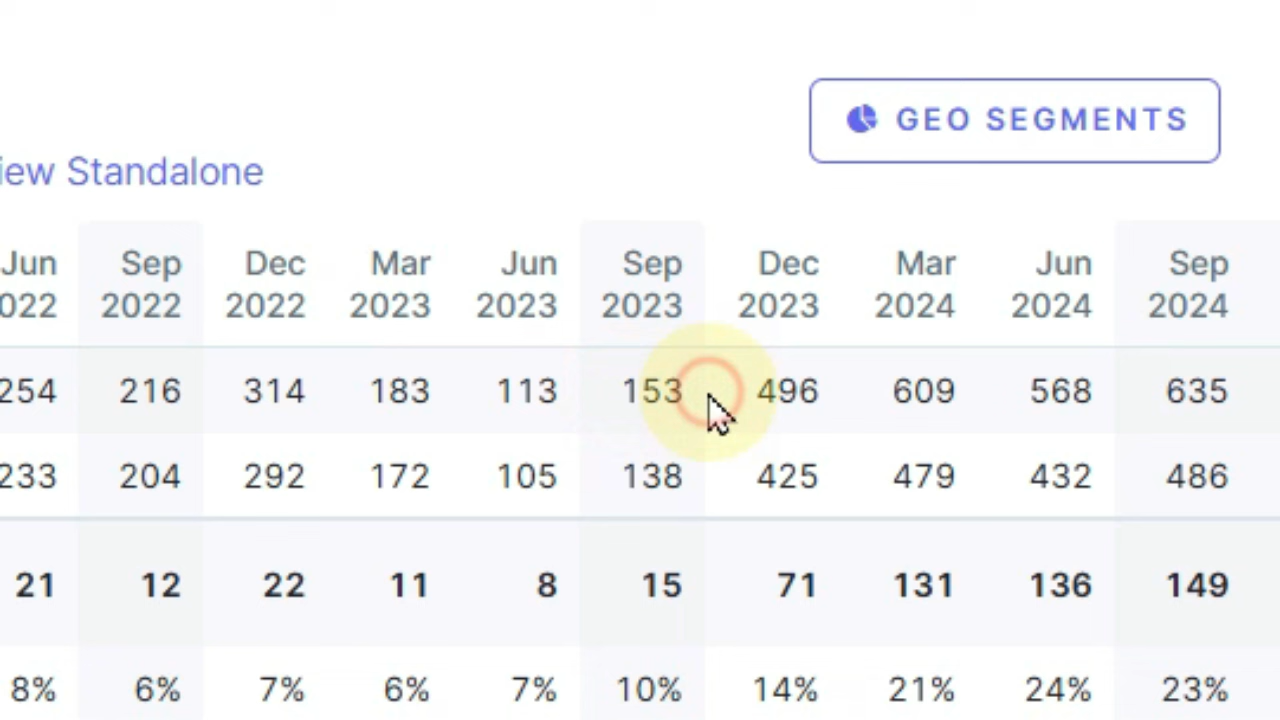 GEO SEGMENTS
iew Standalone
Jun Sep Dec Mar Jun Sep Dec Mar Jun Sep
022 2022 2022 2023 2023 2023 2023 2024 2024 2024
254 216 314 183 113 153 496 609 568 635
233 204 292 172 105 138 425 479 432 486
21 12 22 11 8 15 71 131 136 149
8% 6% 7% 6% 7% 10% 14% 21% 24% 23%